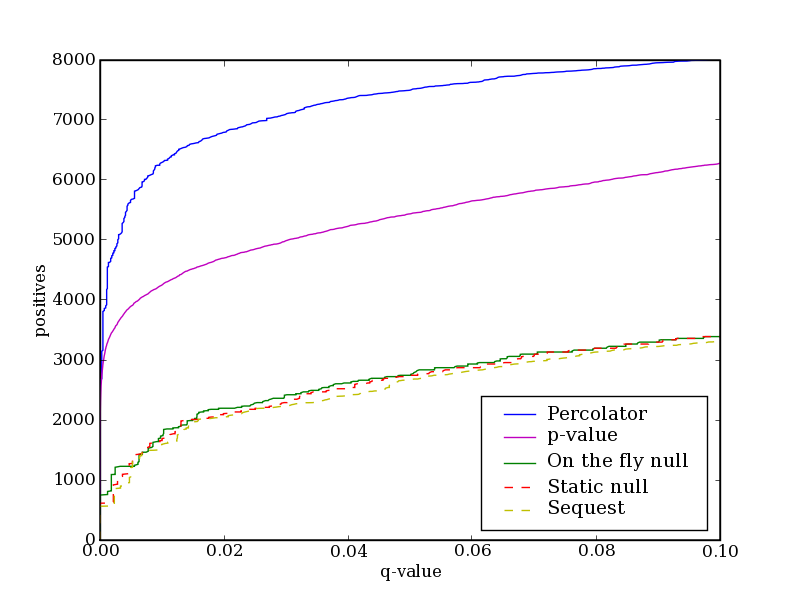 8000
7000
6000
5000
4000
3000
2000
1000
0
positives
0.00
0.02
0.04
0.06
0.08
0.10
q-value
Percolator
p-value
On the fly null
Static null
Sequest